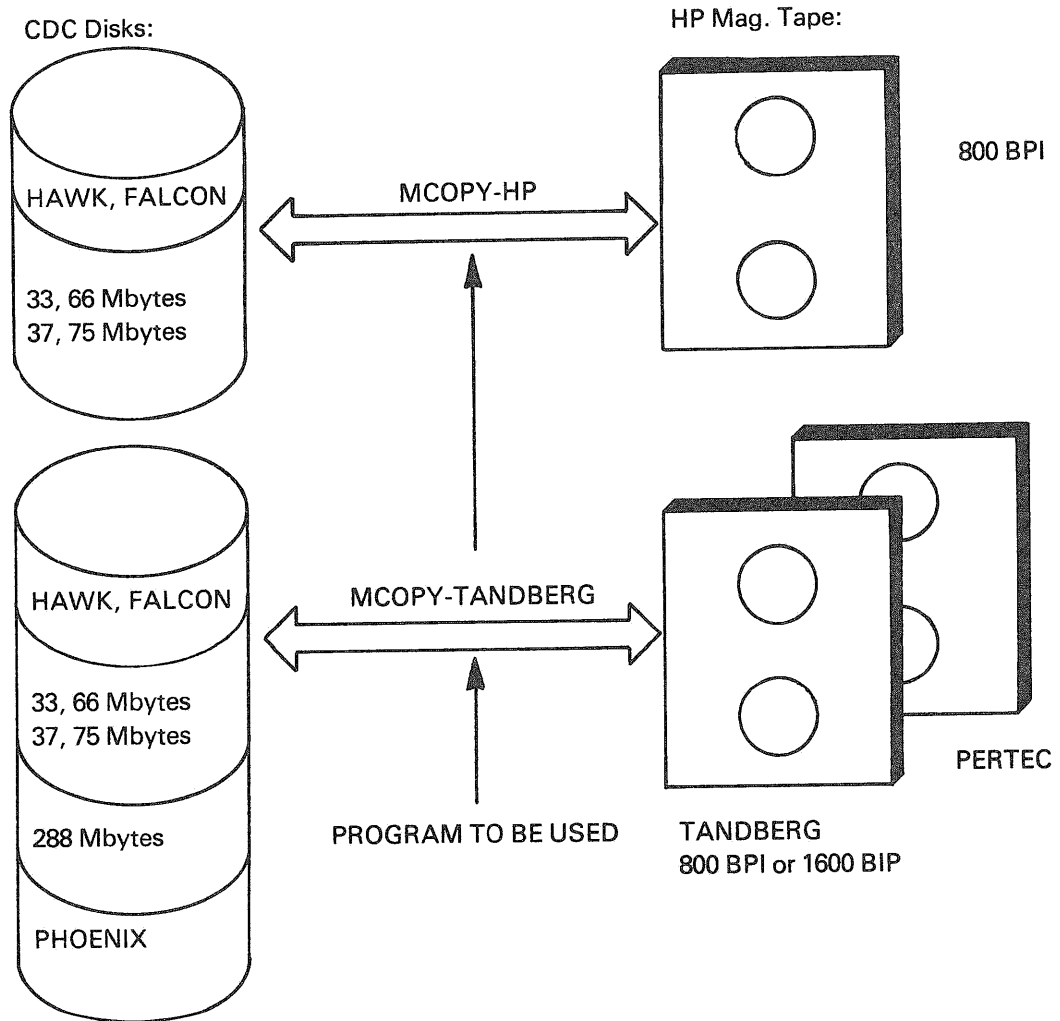 CDC Disks:
HP Mag. Tape:
800 BPI
HAWK, FALCON
MCOPY-HP
33, 66 Mbytes
37, 75 Mbytes
HAWK, FALCON
MCOPY-TANDBERG
33, 66 Mbytes
37, 75 Mbytes
PERTEC
288 Mbytes
PROGRAM TO BE USED
TANDBERG
800 BPI or 1600 BIP
PHOENIX